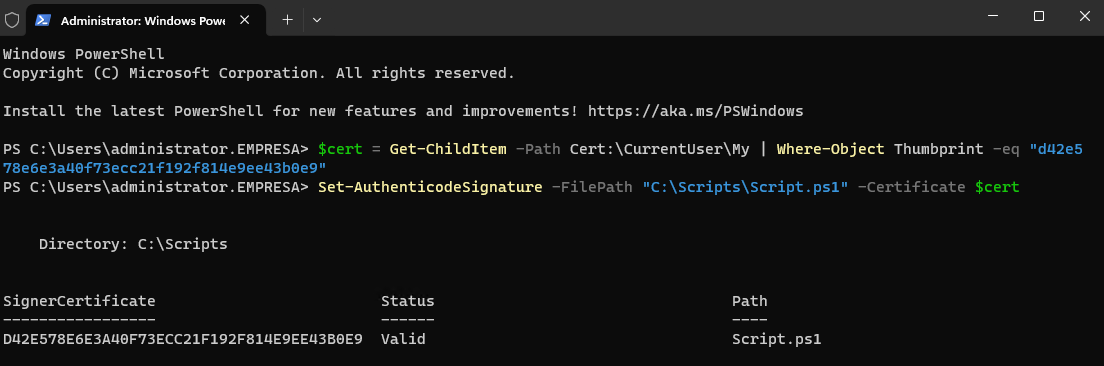 Administrator: Windows Powe
Windows PowerShell
Copyright (C) Microsoft Corporation. All rights reserved.
Install the latest PowerShell for new features and improvements! https://aka.ms/PSWindows
PS C:\Users\administrator.EMPRESA> $cert = Get-ChildItem -Path Cert:\CurrentUser\My | Where-Object Thumbprint -eq "d42e5
78e6e3a40f73ecc21f192f814e9ee43b0e9"
PS C:\Users\administrator.EMPRESA> Set-AuthenticodeSignature -FilePath "C:\Scripts\Script.ps1" -Certificate $cert
Directory: C:\Scripts
SignerCertificate Status Path
----------------- ------ ----
D42E578E6E3A40F73ECC21F192F814E9EE43B0E9 Valid Script.ps1